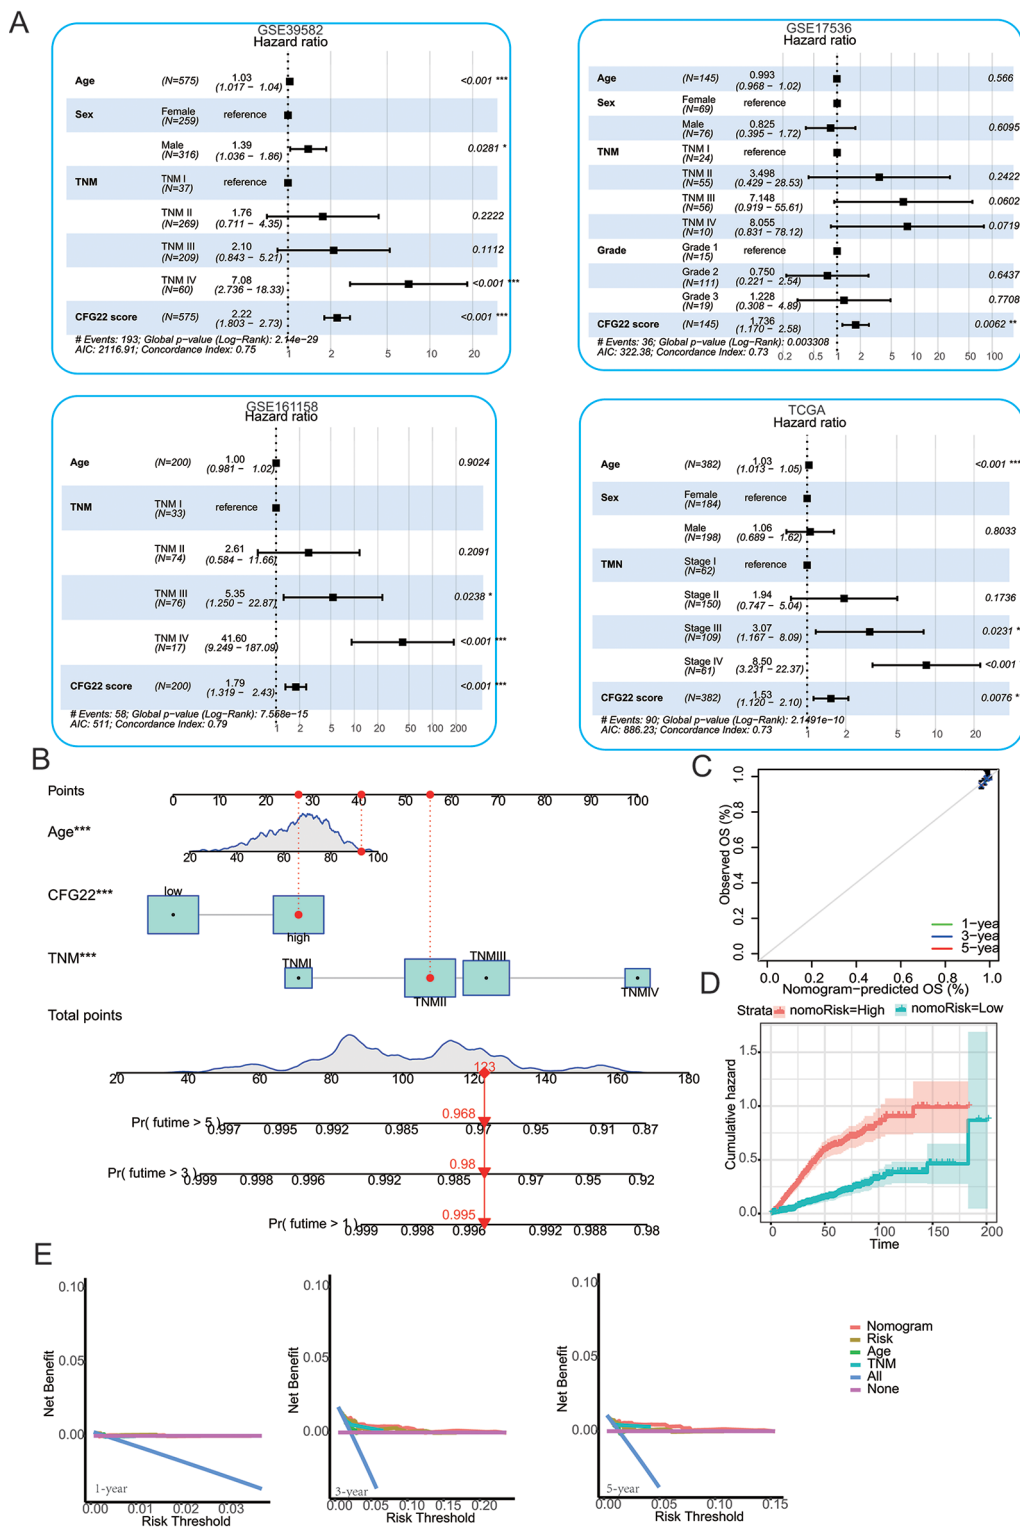 A
GSE39582
Hazard ratio
Age (N=575) 1.03 (1.017 − 1.04) <0.001 ***
Sex Female (N=259) reference
Male (N=316) 1.39 (1.036 − 1.86) 0.0281 *
TNM TNM I (N=37) reference
TNM II (N=269) 1.76 (0.711 − 4.35) 0.2222
TNM III (N=209) 2.10 (0.843 − 5.21) 0.1112
TNM IV (N=60) 7.08 (2.736 − 18.33) <0.001 ***
CFG22 score (N=575) 2.22 (1.803 − 2.73) <0.001 ***
# Events: 193; Global p-value (Log-Rank): 2.14e-29
AIC: 2116.91; Concordance Index: 0.75
1 2 5 10 20
GSE17536
Hazard ratio
Age (N=145) 0.993 (0.968 − 1.02) 0.566
Sex Female (N=69) reference
Male (N=76) 0.825 (0.395 − 1.72) 0.6095
TNM TNM I (N=24) reference
TNM II (N=55) 3.498 (0.429 − 28.53) 0.2422
TNM III (N=56) 7.148 (0.919 − 55.61) 0.0602
TNM IV (N=10) 8.055 (0.831 − 78.12) 0.0719
Grade Grade 1 (N=15) reference
Grade 2 (N=111) 0.750 (0.221 − 2.54) 0.6437
Grade 3 (N=19) 1.228 (0.308 − 4.89) 0.7708
CFG22 score (N=145) 1.736 (1.170 − 2.58) 0.0062 **
# Events: 36; Global p-value (Log-Rank): 0.003308
AIC: 322.38; Concordance Index: 0.73
0.2 0.5 1 2 5 10 20 50 100
GSE161158
Hazard ratio
Age (N=200) 1.00 (0.981 − 1.02) 0.9024
TNM TNM I (N=33) reference
TNM II (N=74) 2.61 (0.584 − 11.66) 0.2091
TNM III (N=76) 5.35 (1.250 − 22.87) 0.0238 *
TNM IV (N=17) 41.60 (9.249 − 187.09) <0.001 ***
CFG22 score (N=200) 1.79 (1.319 − 2.43) <0.001 ***
# Events: 58; Global p-value (Log-Rank): 7.568e-15
AIC: 511; Concordance Index: 0.79
1 2 5 10 20 50 100 200
TCGA
Hazard ratio
Age (N=382) 1.03 (1.013 − 1.05) <0.001 ***
Sex Female (N=184) reference
Male (N=198) 1.06 (0.689 − 1.62) 0.8033
TMN Stage I (N=62) reference
Stage II (N=150) 1.94 (0.747 − 5.04) 0.1736
Stage III (N=109) 3.07 (1.167 − 8.09) 0.0231 *
Stage IV (N=61) 8.50 (3.231 − 22.37) <0.001
CFG22 score (N=382) 1.53 (1.120 − 2.10) 0.0076 *
# Events: 90; Global p-value (Log-Rank): 2.1491e-10
AIC: 886.23; Concordance Index: 0.73
1 2 5 10 20
B
Points
0 10 20 30 40 50 60 70 80 90 100
Age***
20 40 60 80 100
CFG22***
low
high
TNM***
TNMI
TNMII
TNMIII
TNMIV
Total points
123
20 40 60 80 100 120 140 160 180
0.968
Pr( futime > 5)
0.997 0.995 0.992 0.985 0.97 0.95 0.91 0.87
0.98
Pr( futime > 3)
0.999 0.998 0.996 0.992 0.985 0.97 0.95 0.92
0.995
Pr( futime > 1)
0.999 0.998 0.996 0.992 0.988 0.98
C
Observed OS (%)
1.0
0.8
0.6
0.4
0.2
0.0
1−yea
3−yea
5−yea
0.0 0.2 0.4 0.6 0.8 1.0
Nomogram−predicted OS (%)
D
Strata nomoRisk=High nomoRisk=Low
Cumulative hazard
1.5
1.0
0.5
0.0
0 50 100 150 200
Time
E
Net Benefit
0.10
0.05
0.00
1-year
0.00 0.01 0.02 0.03
Risk Threshold
Net Benefit
0.10
0.05
0.00
3-year
0.00 0.05 0.10 0.15 0.20
Risk Threshold
Net Benefit
0.10
0.05
0.00
5-year
0.00 0.05 0.10 0.15
Risk Threshold
Nomogram
Risk
Age
TNM
All
None